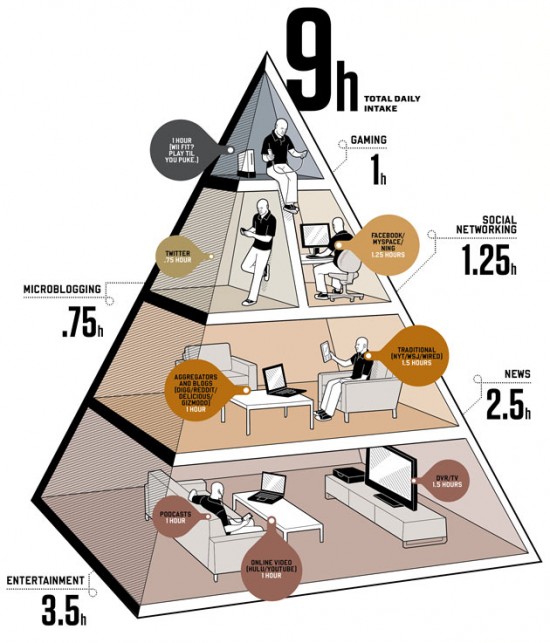 9h TOTAL DAILY
INTAKE
1 HOUR
(WII FIT?
PLAY TIL
YOU PUKE.)
GAMING
1h
TWITTER
.75 HOUR
FACEBOOK/
MYSPACE/
NING
1.25 HOURS
SOCIAL
NETWORKING
1.25h
MICROBLOGGING
.75h
AGGREGATORS
AND BLOGS
(DIGG/REDDIT/
DELICIOUS/
GIZMODO)
1 HOUR
TRADITIONAL
(NYT/WSJ/WIRED)
1.5 HOURS
NEWS
2.5h
PODCASTS
1 HOUR
ONLINE VIDEO
(HULU/YOUTUBE)
1 HOUR
DVR/TV
1.5 HOURS
ENTERTAINMENT
3.5h